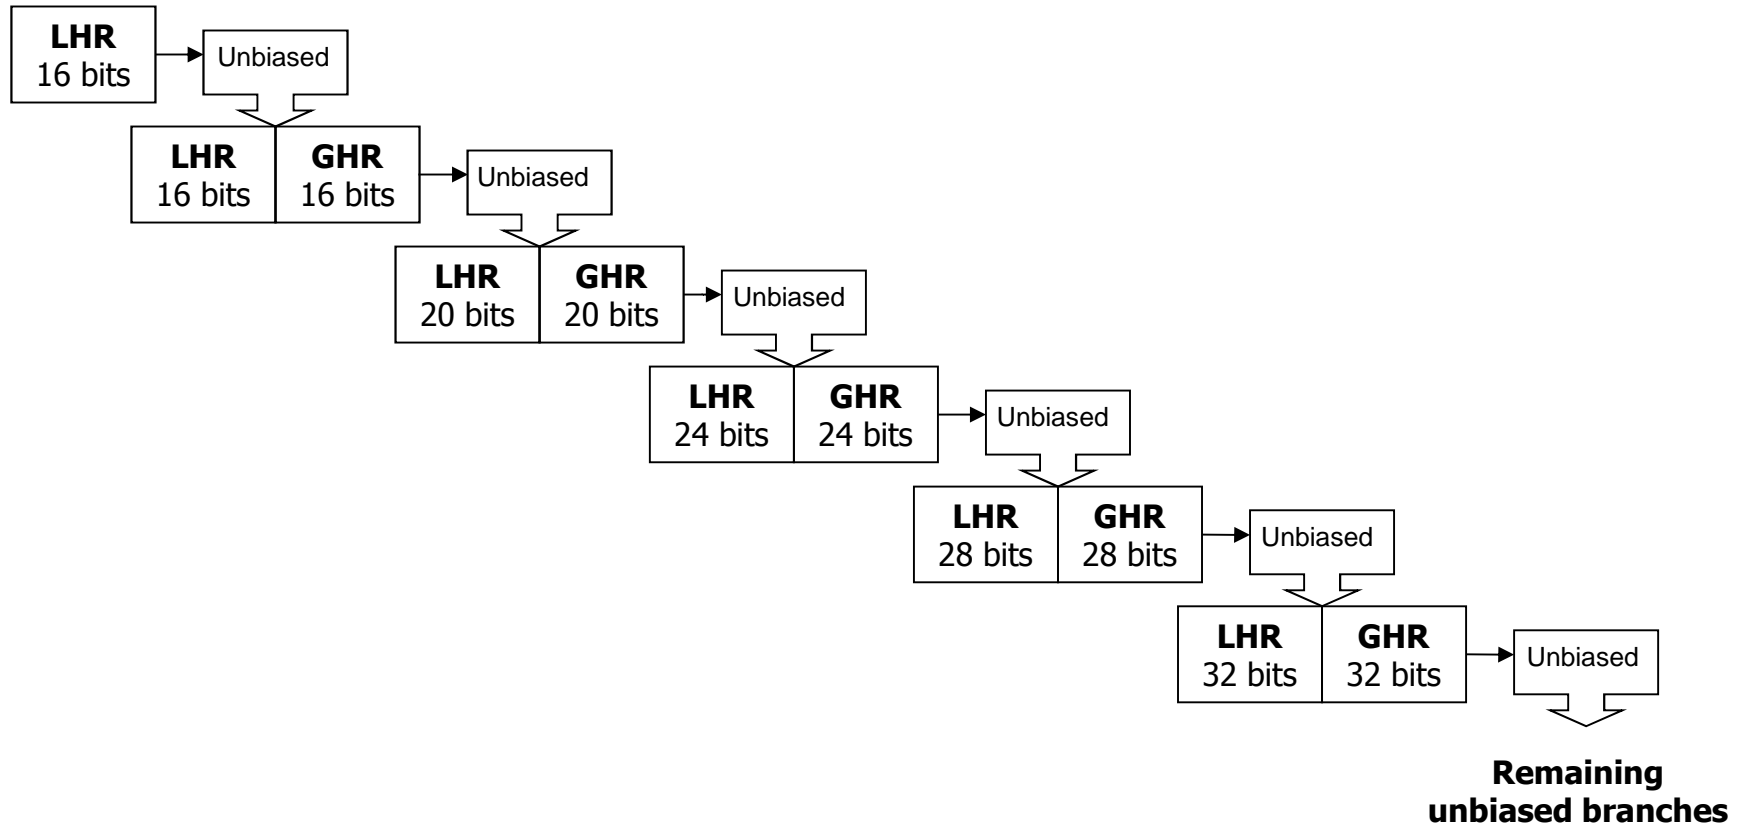 LHR
16 bits
Unbiased
LHR
16 bits
GHR
16 bits
Unbiased
LHR
20 bits
GHR
20 bits
Unbiased
LHR
24 bits
GHR
24 bits
Unbiased
LHR
28 bits
GHR
28 bits
Unbiased
LHR
32 bits
GHR
32 bits
Unbiased
Remaining
unbiased branches